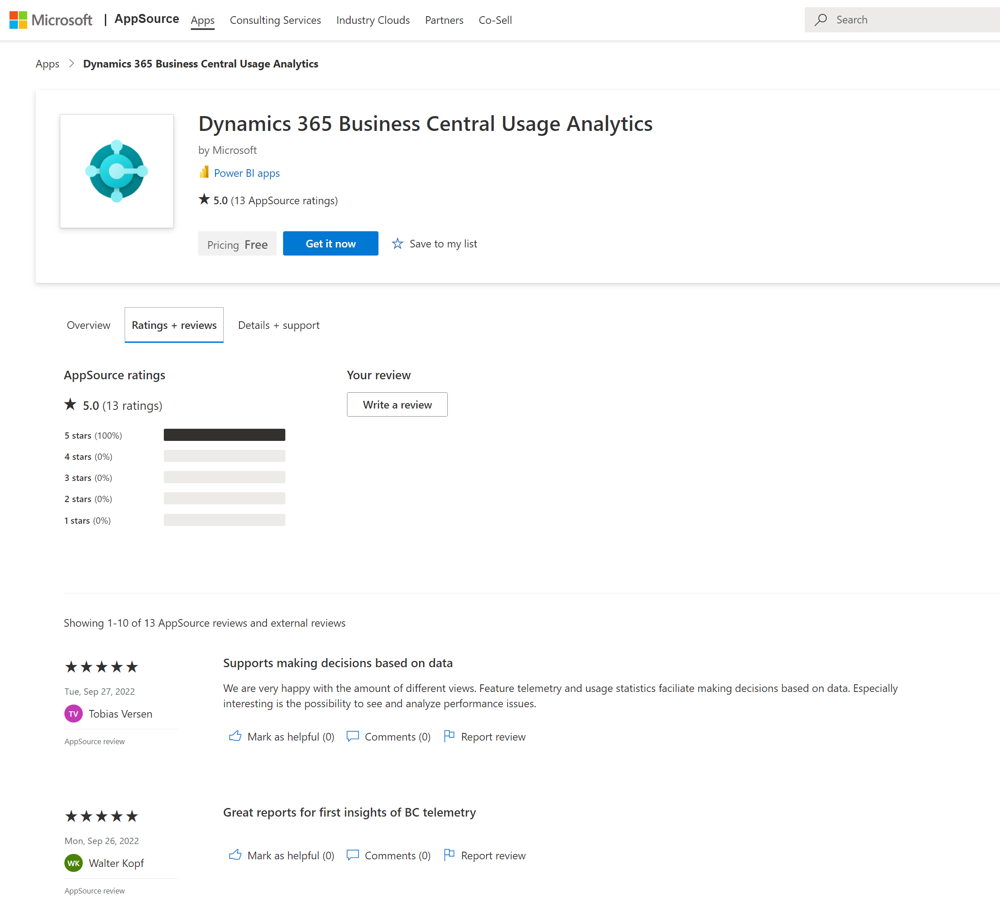 Microsoft | AppSource Apps Consulting Services Industry Clouds Partners Co-Sell Search
Apps > Dynamics 365 Business Central Usage Analytics
Dynamics 365 Business Central Usage Analytics
by Microsoft
Power BI apps
★ 5.0 (13 AppSource ratings)
Pricing Free Get it now Save to my list
Overview Ratings + reviews Details + support
AppSource ratings
★ 5.0 (13 ratings)
5 stars (100%)
4 stars (0%)
3 stars (0%)
2 stars (0%)
1 stars (0%)
Your review
Write a review
Showing 1-10 of 13 AppSource reviews and external reviews
★★★★★
Tue, Sep 27, 2022
TV Tobias Versen
AppSource review
Supports making decisions based on data
We are very happy with the amount of different views. Feature telemetry and usage statistics faciliate making decisions based on data. Especially
interesting is the possibility to see and analyze performance issues.
Mark as helpful (0) Comments (0) Report review
★★★★★
Mon, Sep 26, 2022
WK Walter Kopf
AppSource review
Great reports for first insights of BC telemetry
Mark as helpful (0) Comments (0) Report review